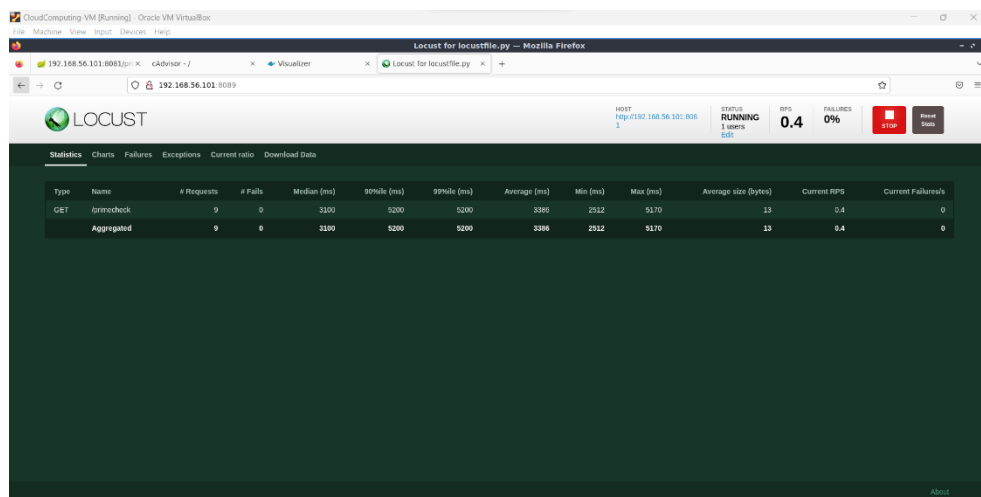 CloudComputing-VM [Running] - Oracle VM VirtualBox
File Machine View Input Devices Help
Locust for locustfile.py — Mozilla Firefox
192.168.56.101:8081/pri × cAdvisor - / × Visualizer × Locust for locustfile.py × +
192.168.56.101:8089
LOCUST
HOST
http://192.168.56.101:808
1
STATUS
RUNNING
1 users
Edit
RPS
0.4
FAILURES
0%
STOP
Reset
Stats
Statistics Charts Failures Exceptions Current ratio Download Data
Type Name # Requests # Fails Median (ms) 90%ile (ms) 99%ile (ms) Average (ms) Min (ms) Max (ms) Average size (bytes) Current RPS Current Failures/s
GET /primecheck 9 0 3100 5200 5200 3386 2512 5170 13 0.4 0
Aggregated 9 0 3100 5200 5200 3386 2512 5170 13 0.4 0
About